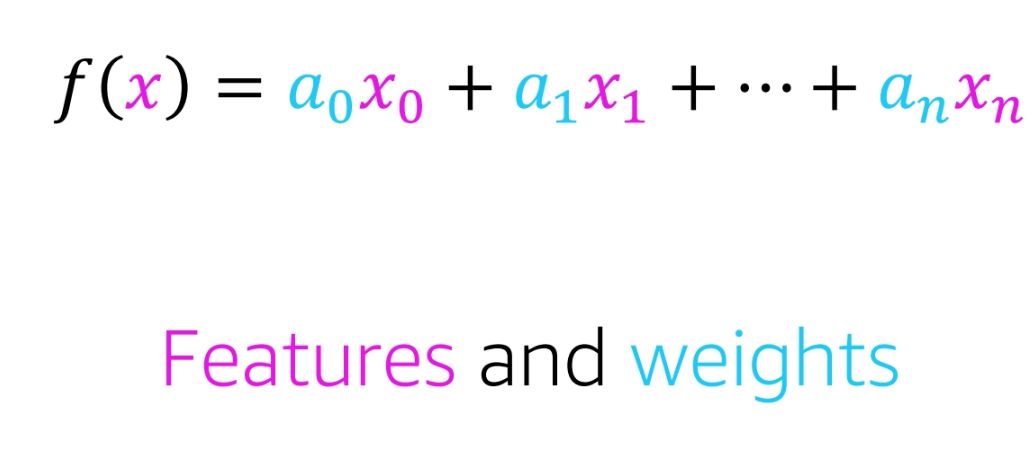 f(x) = a₀x₀ + a₁x₁ + ⋯ + aₙxₙ
Features and weights